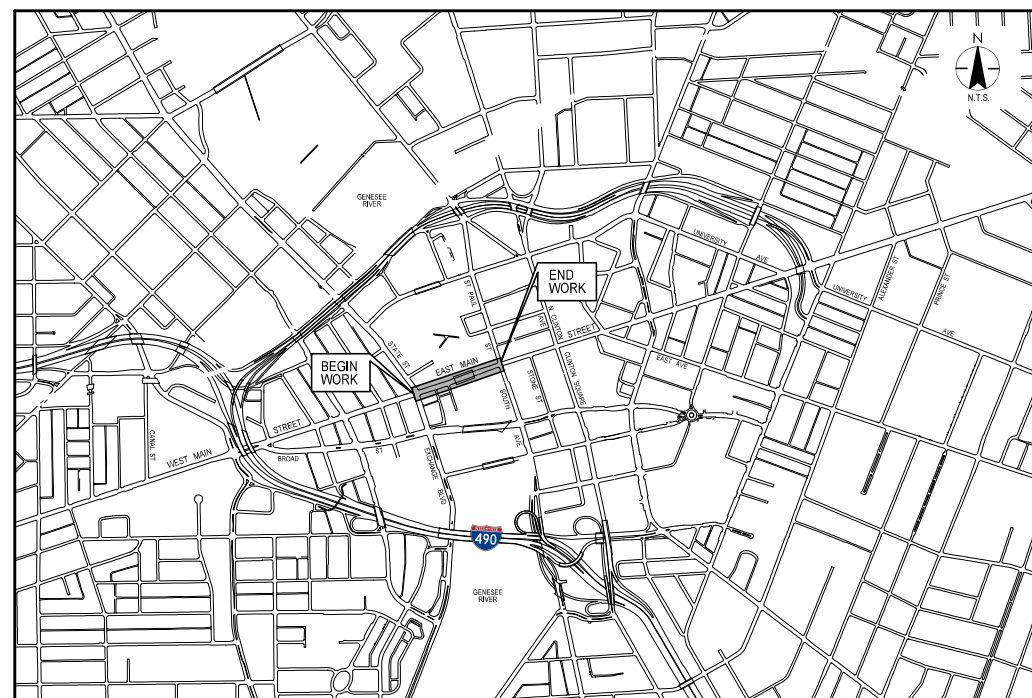 N
N.T.S.
GENESEE
RIVER
UNIVERSITY
AVE
ALEXANDER ST
PRINCE ST
UNIVERSITY
AVE
END
WORK
ST PAUL
ST
N. CLINTON
AVE
STREET
STATE ST
EAST MAIN
BEGIN
WORK
EAST AVE
CLINTON SQUARE
STONE ST
SOUTH
AVE
STREET
WEST MAIN
CANAL ST
BROAD
ST
EXCHANGE BLVD
INTERSTATE
490
GENESEE
RIVER